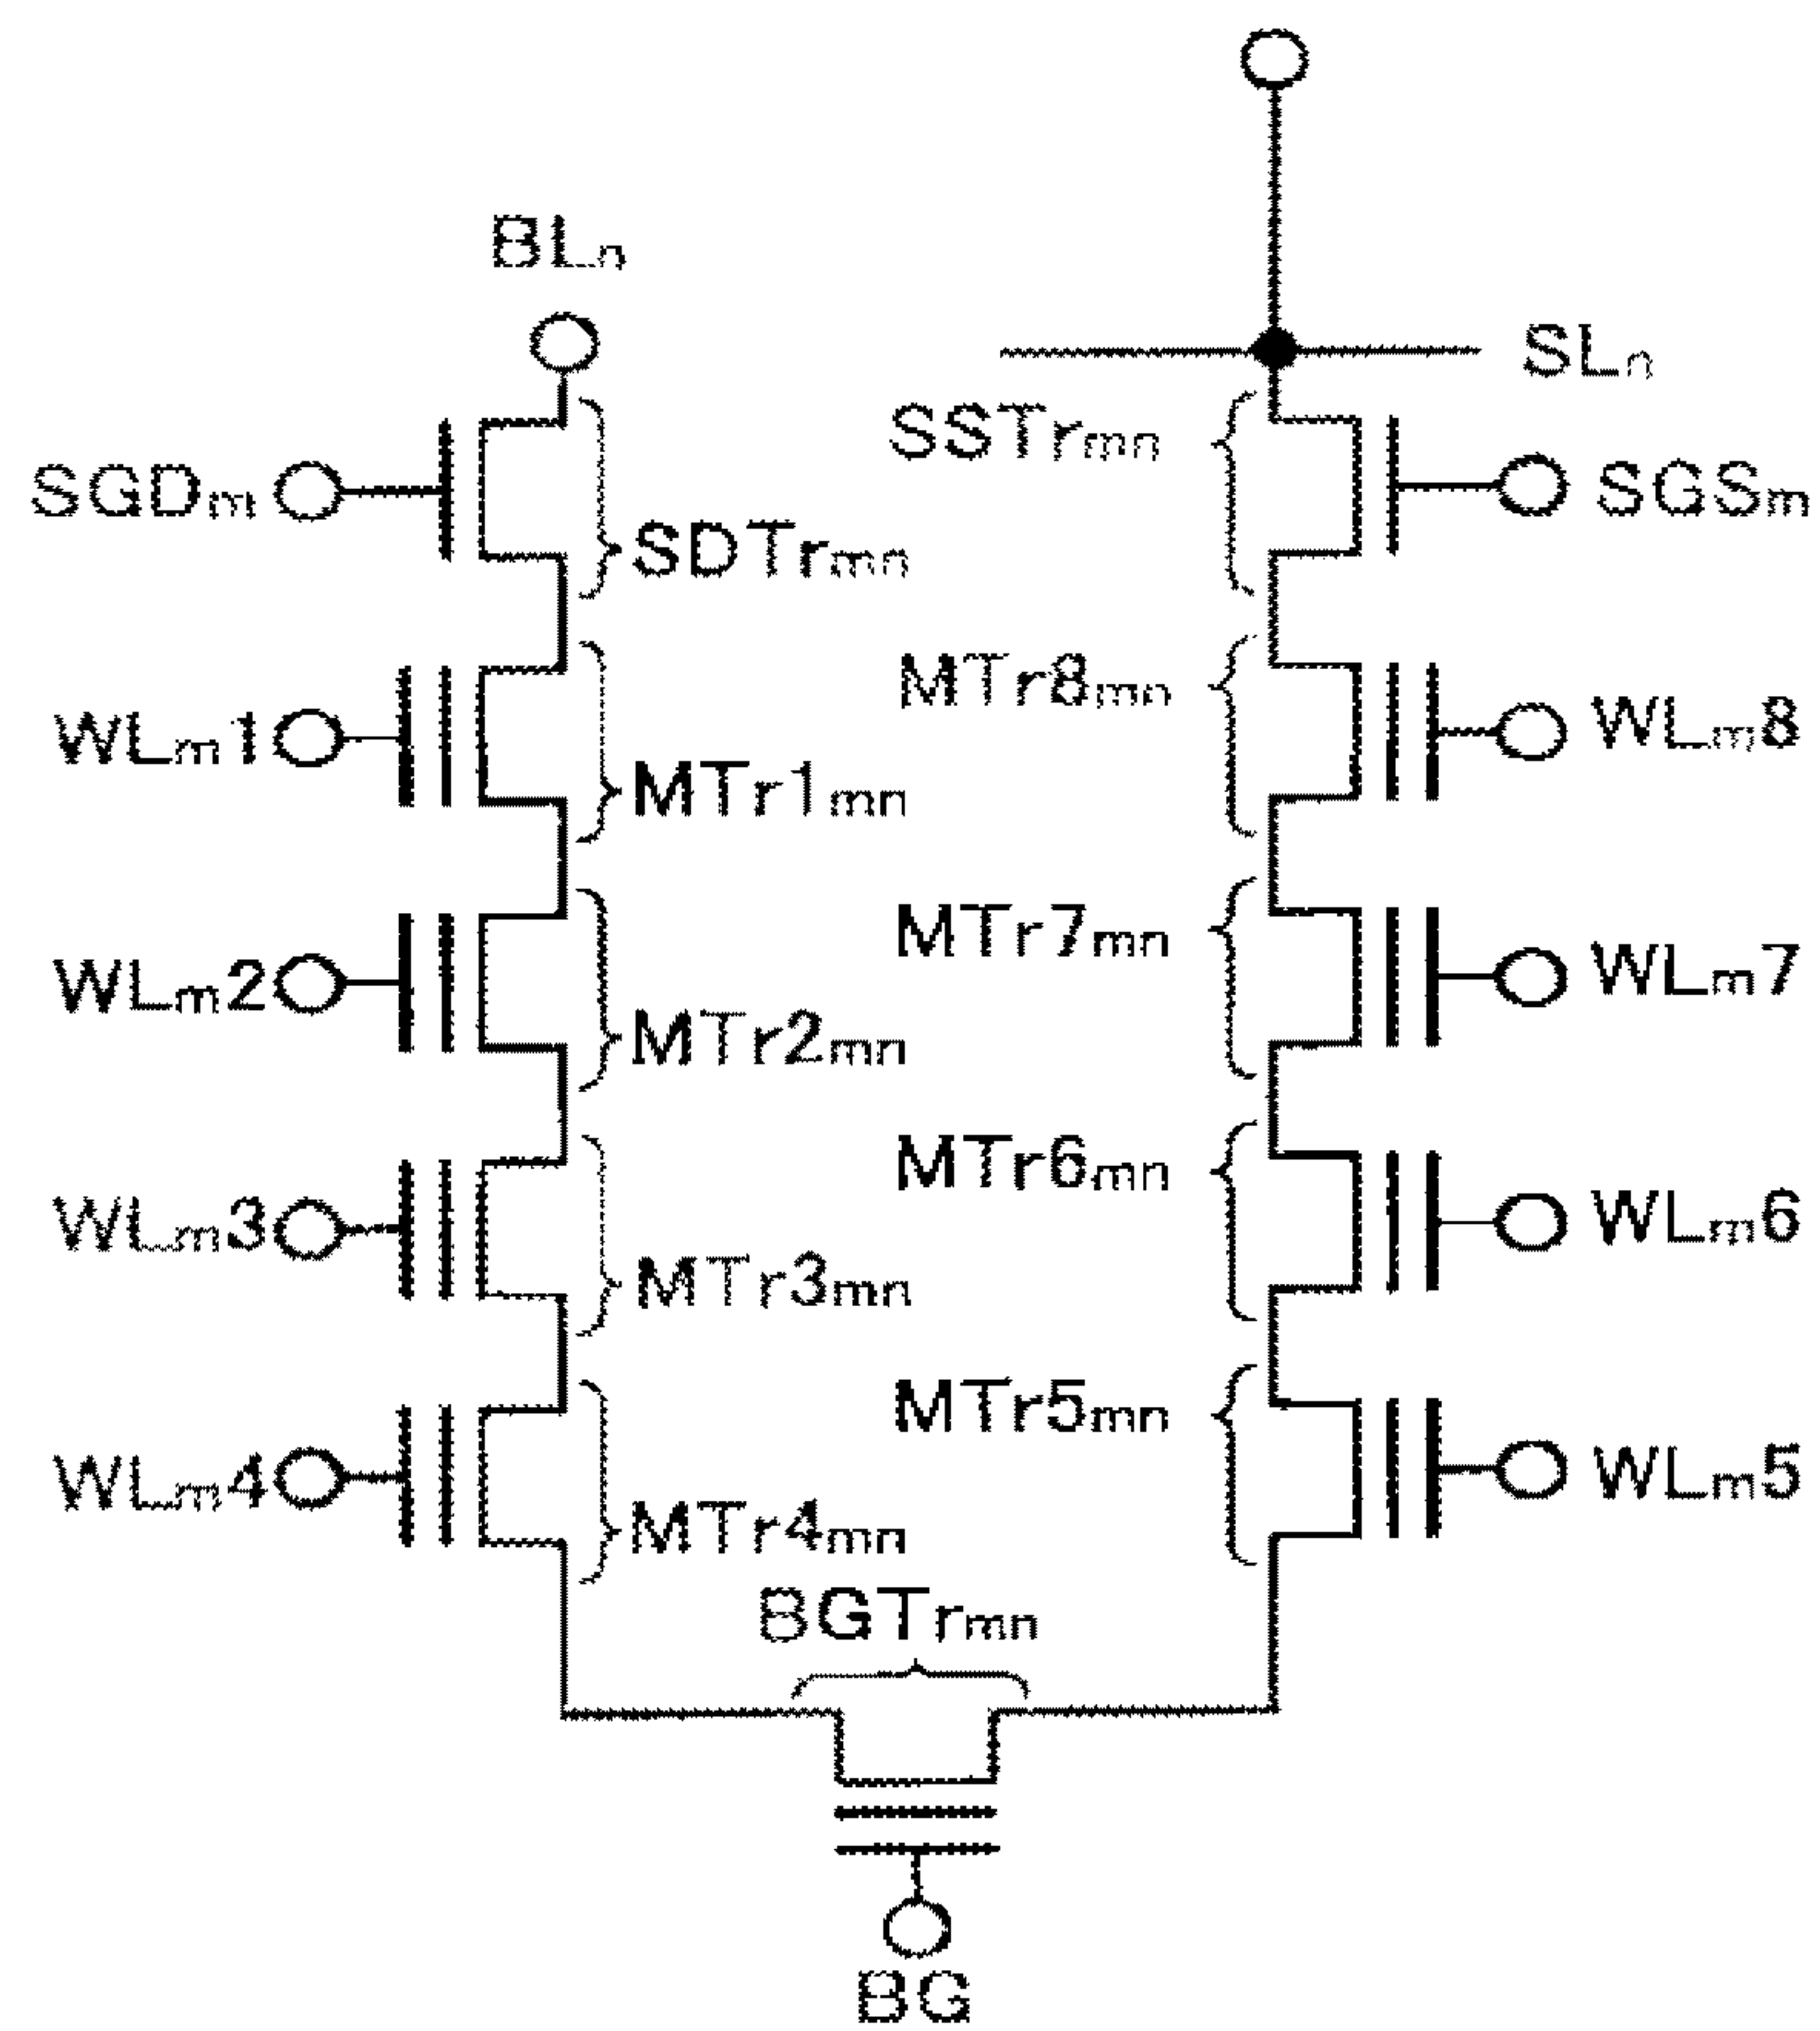 BLn
SLn
SGDm
SDTrmn
SSTrmn
SGSm
WLm1
MTr1mn
MTr8mn
WLm8
WLm2
MTr2mn
MTr7mn
WLm7
WLm3
MTr3mn
MTr6mn
WLm6
WLm4
MTr4mn
MTr5mn
WLm5
BGTrmn
BG